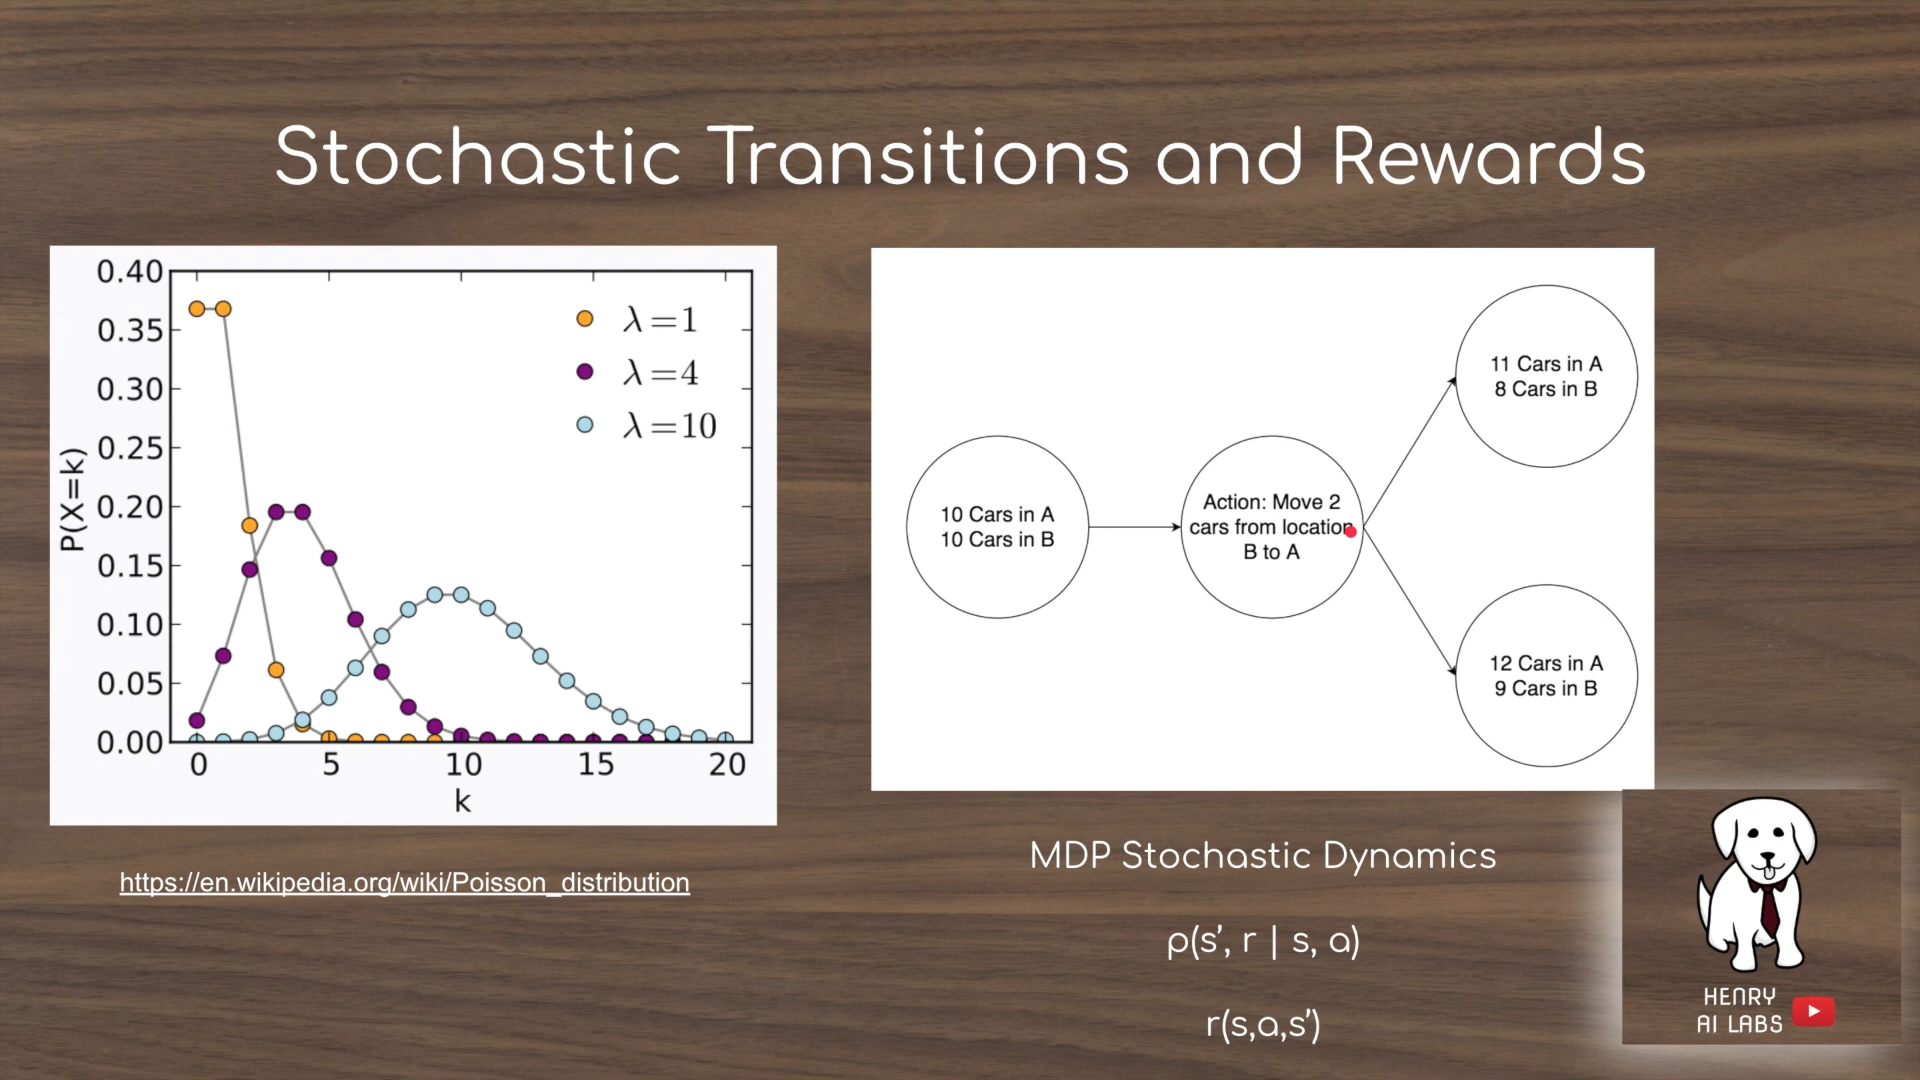 Stochastic Transitions and Rewards
0.40
0.35
0.30
0.25
0.20
0.15
0.10
0.05
0.00
P(X=k)
0 5 10 15 20
k
λ=1
λ=4
λ=10
https://en.wikipedia.org/wiki/Poisson_distribution
10 Cars in A
10 Cars in B
Action: Move 2
cars from location
B to A
11 Cars in A
8 Cars in B
12 Cars in A
9 Cars in B
MDP Stochastic Dynamics
p(s’, r | s, a)
r(s,a,s’)
HENRY
AI LABS